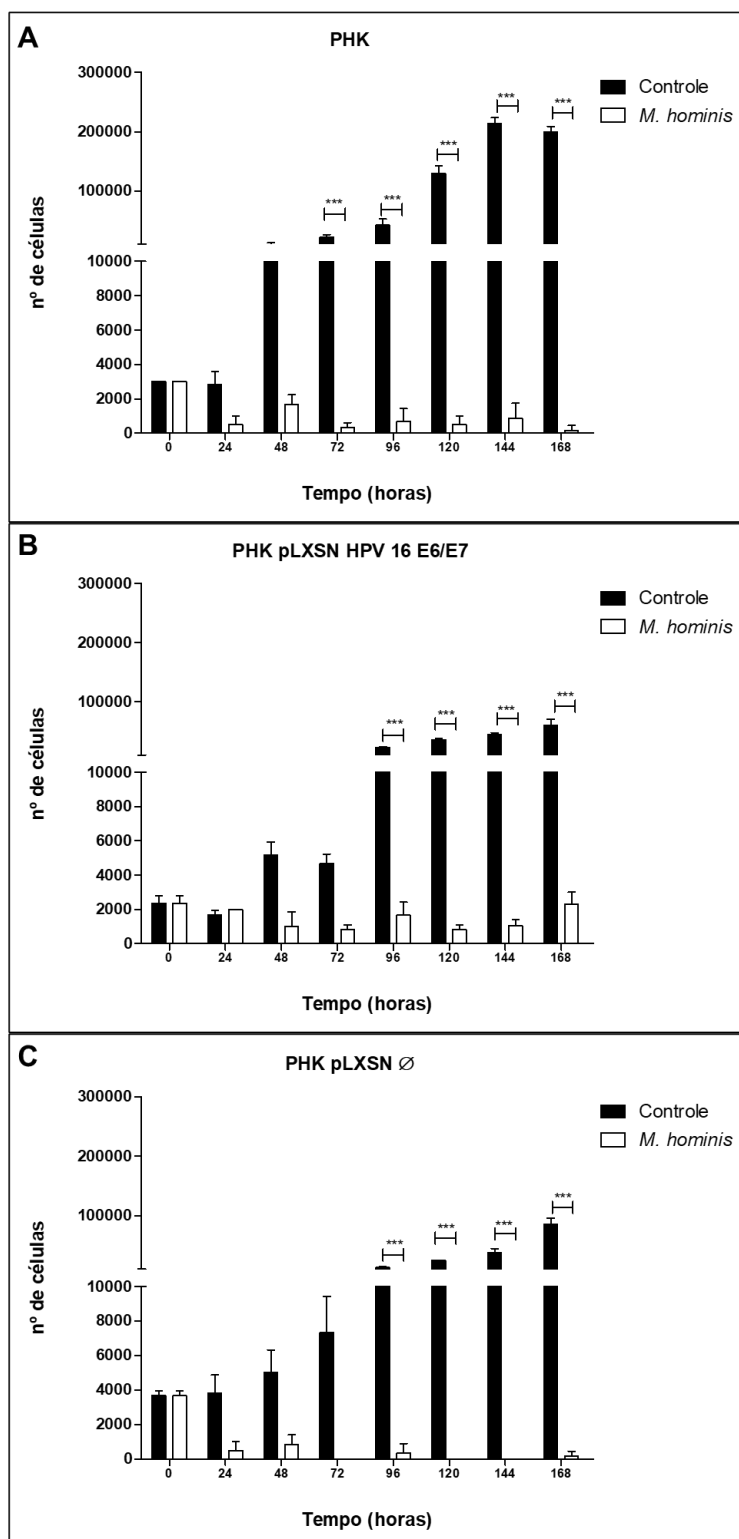 A
PHK
300000
200000
100000
10000
8000
6000
4000
2000
0
nº de células
*** *** *** *** ***
0 24 48 72 96 120 144 168
Tempo (horas)
Controle
M. hominis
B
PHK pLXSN HPV 16 E6/E7
300000
200000
100000
10000
8000
6000
4000
2000
0
nº de células
*** *** *** ***
0 24 48 72 96 120 144 168
Tempo (horas)
Controle
M. hominis
C
PHK pLXSN ∅
300000
200000
100000
10000
8000
6000
4000
2000
0
nº de células
*** *** *** ***
0 24 48 72 96 120 144 168
Tempo (horas)
Controle
M. hominis